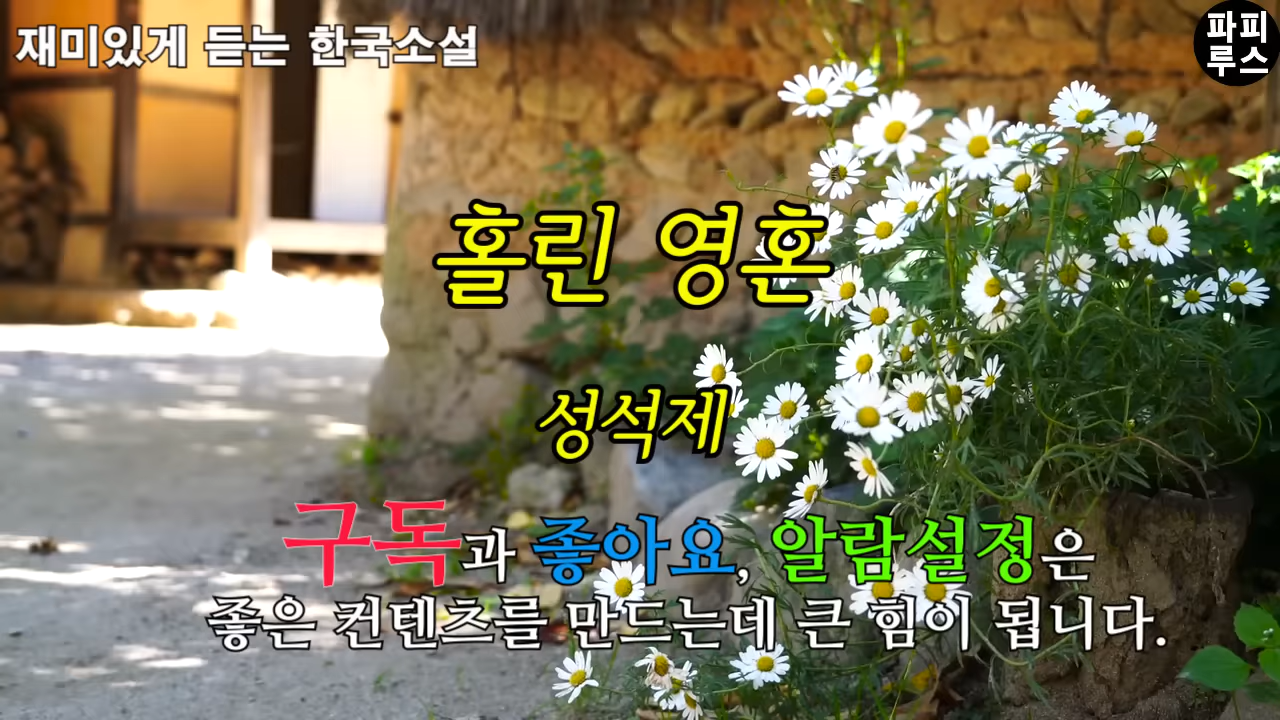 재미있게 듣는 한국소설
파피
루스
홀린 영혼
성석제
구독과 좋아요, 알람설정은
좋은 컨텐츠를 만드는데 큰 힘이 됩니다.